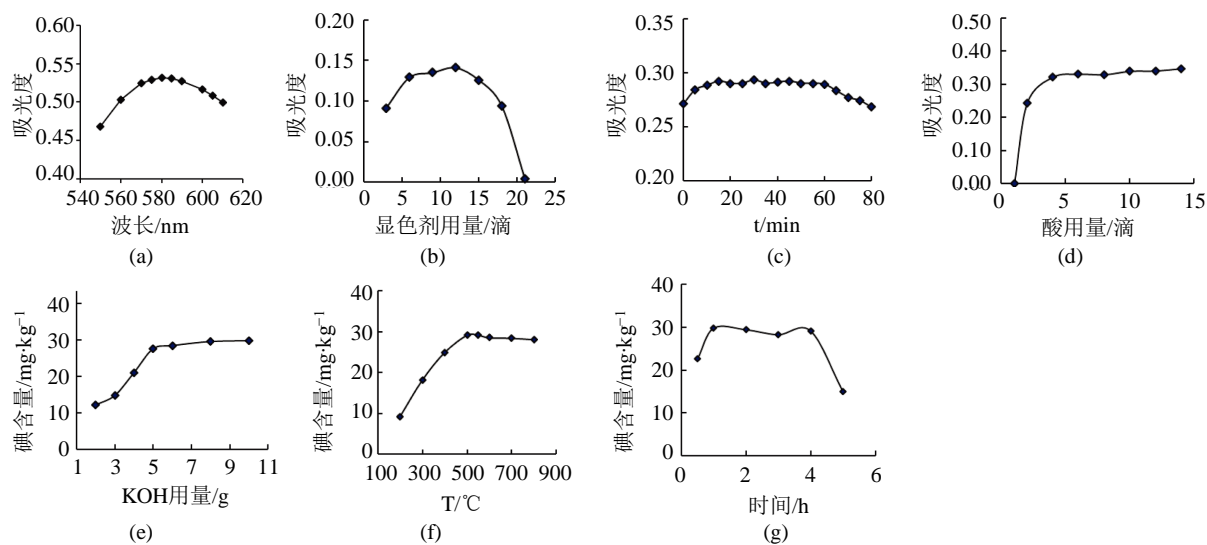 吸光度
0.60
0.55
0.50
0.45
0.40
540 560 580 600 620
波长/nm
(a)
吸光度
0.20
0.15
0.10
0.05
0.00
0 5 10 15 20 25
显色剂用量/滴
(b)
吸光度
0.35
0.30
0.25
0.20
0 20 40 60 80
t/min
(c)
吸光度
0.50
0.40
0.30
0.20
0.10
0.00
0 5 10 15
酸用量/滴
(d)
碘含量/mg·kg⁻¹
40
30
20
10
0
1 3 5 7 9 11
KOH用量/g
(e)
碘含量/mg·kg⁻¹
40
30
20
10
0
100 300 500 700 900
T/℃
(f)
碘含量/mg·kg⁻¹
40
30
20
10
0
0 2 4 6
时间/h
(g)